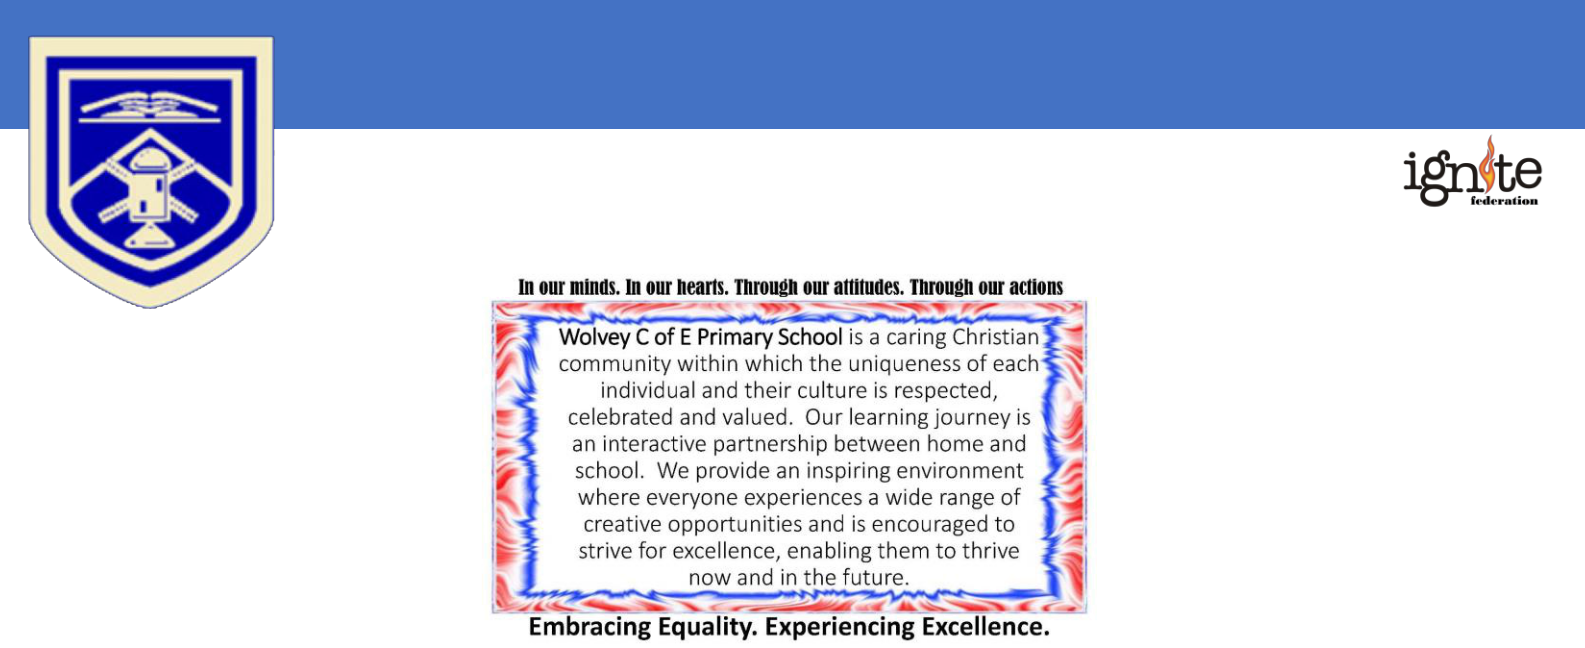 ignite
federation
In our minds. In our hearts. Through our attitudes. Through our actions
Wolvey C of E Primary School is a caring Christian
community within which the uniqueness of each
individual and their culture is respected,
celebrated and valued.  Our learning journey is
an interactive partnership between home and
school.  We provide an inspiring environment
where everyone experiences a wide range of
creative opportunities and is encouraged to
strive for excellence, enabling them to thrive
now and in the future.
Embracing Equality. Experiencing Excellence.